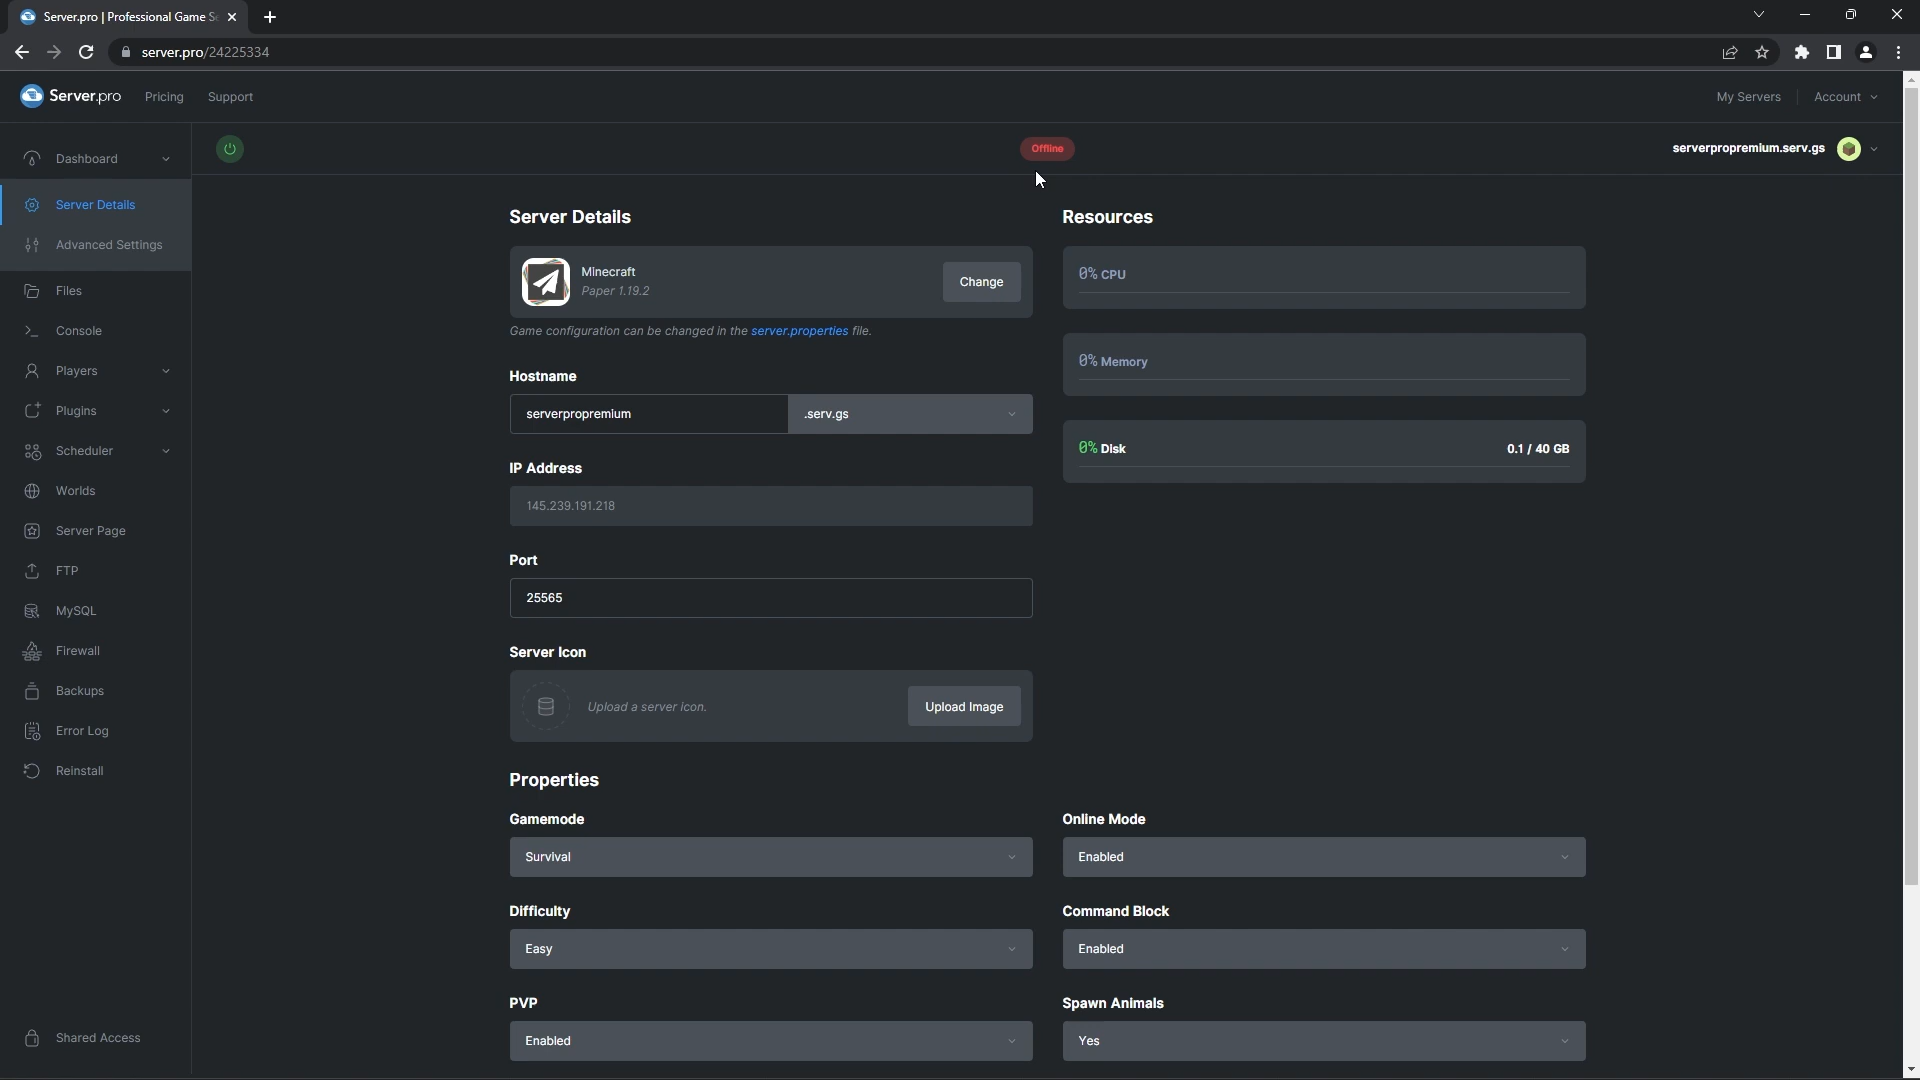 Server.pro | Professional Game S
server.pro/24225334
Server.pro
Pricing
Support
My Servers
Account
Offline
serverpropremium.serv.gs
Dashboard
Server Details
Advanced Settings
Files
Console
Players
Plugins
Scheduler
Worlds
Server Page
FTP
MySQL
Firewall
Backups
Error Log
Reinstall
Shared Access
Server Details
Minecraft
Paper 1.19.2
Change
Game configuration can be changed in the server.properties file.
Hostname
serverpropremium
.serv.gs
IP Address
145.239.191.218
Port
25565
Server Icon
Upload a server icon.
Upload Image
Resources
0% CPU
0% Memory
0% Disk
0.1 / 40 GB
Properties
Gamemode
Survival
Online Mode
Enabled
Difficulty
Easy
Command Block
Enabled
PVP
Enabled
Spawn Animals
Yes